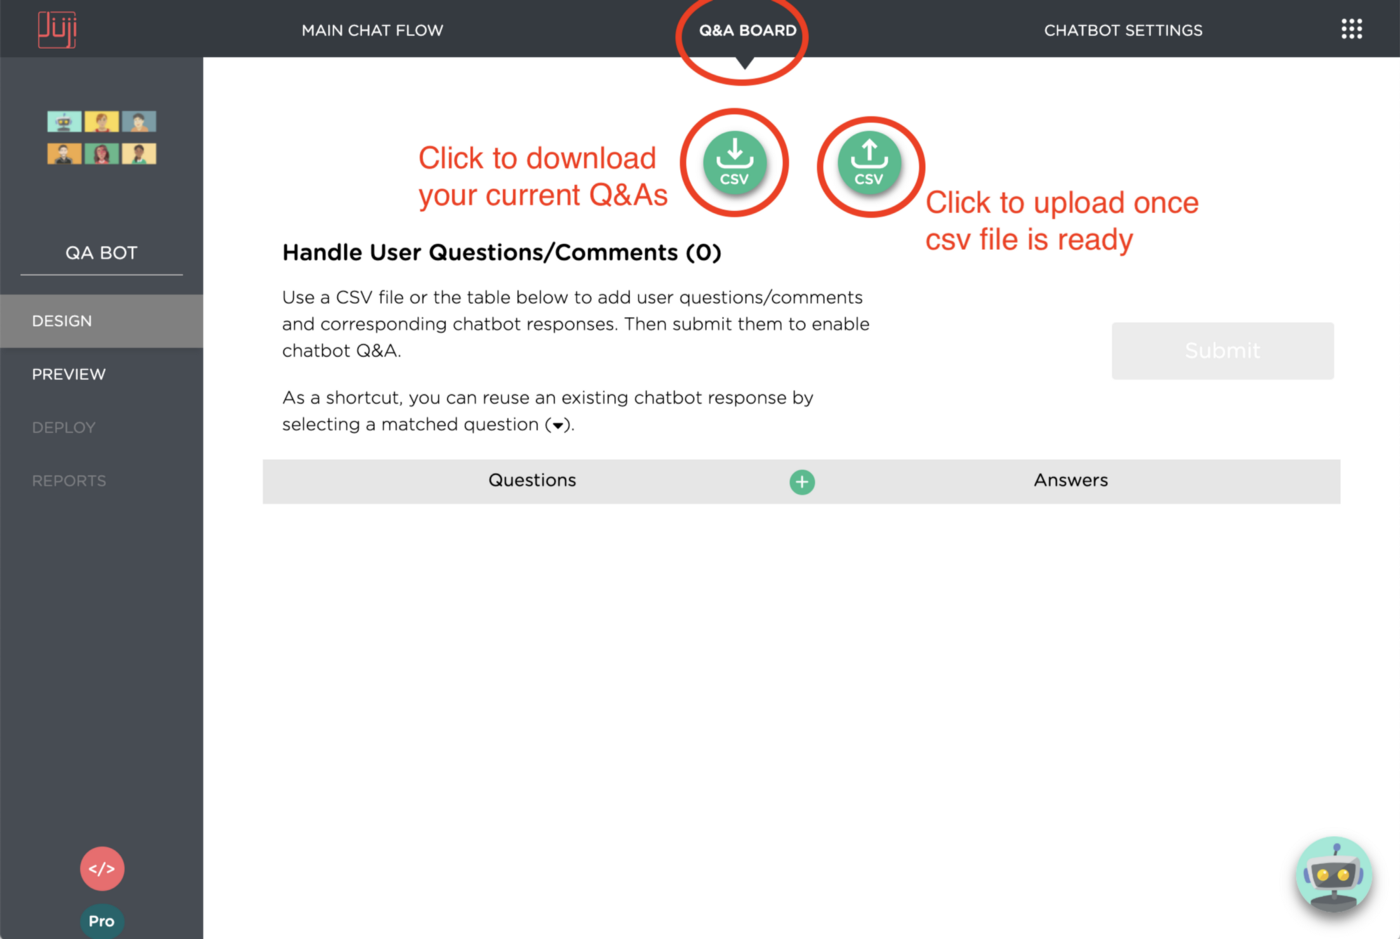 Juji
MAIN CHAT FLOW
Q&A BOARD
CHATBOT SETTINGS
Click to download
your current Q&As
CSV
CSV
Click to upload once
csv file is ready
QA BOT
DESIGN
PREVIEW
DEPLOY
REPORTS
Handle User Questions/Comments (0)
Use a CSV file or the table below to add user questions/comments
and corresponding chatbot responses. Then submit them to enable
chatbot Q&A.
As a shortcut, you can reuse an existing chatbot response by
selecting a matched question (▾).
Submit
Questions
+
Answers
</>
Pro